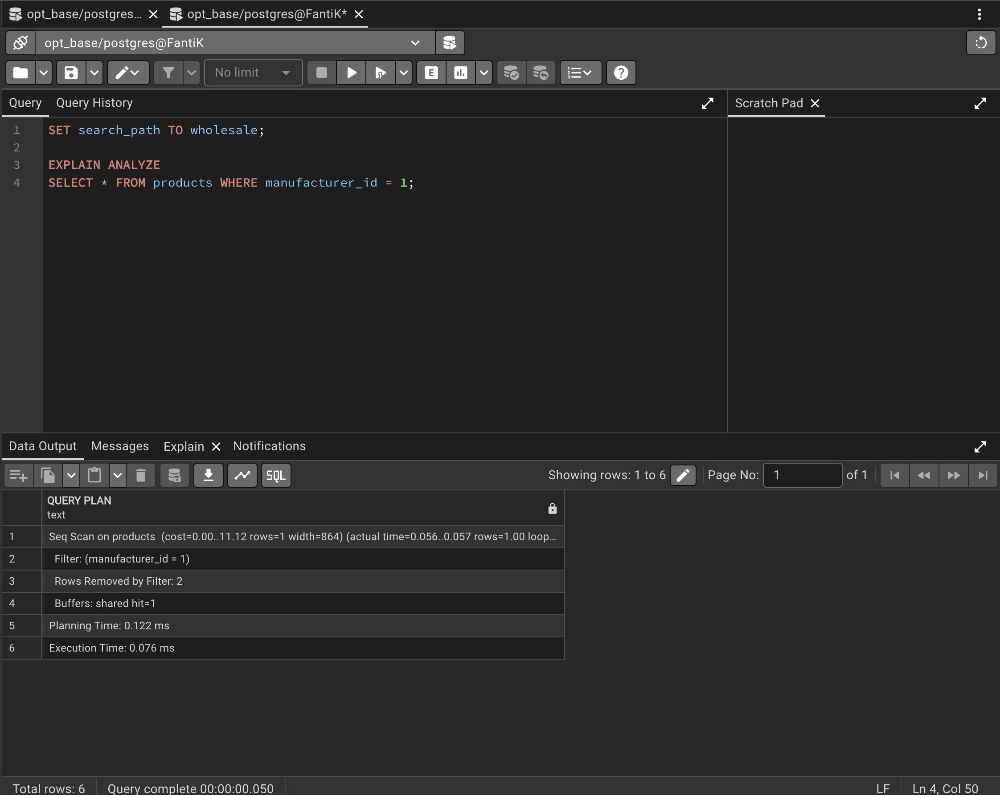 opt_base/postgres... opt_base/postgres@FantiK*
opt_base/postgres@FantiK
No limit
E
Query Query History
Scratch Pad
1 SET search_path TO wholesale;
2
3 EXPLAIN ANALYZE
4 SELECT * FROM products WHERE manufacturer_id = 1;
Data Output Messages Explain Notifications
SQL Showing rows: 1 to 6 Page No: 1 of 1
QUERY PLAN
text
1 Seq Scan on products (cost=0.00..11.12 rows=1 width=864) (actual time=0.056..0.057 rows=1.00 loop...
2 Filter: (manufacturer_id = 1)
3 Rows Removed by Filter: 2
4 Buffers: shared hit=1
5 Planning Time: 0.122 ms
6 Execution Time: 0.076 ms
Total rows: 6 Query complete 00:00:00.050 LF Ln 4, Col 50